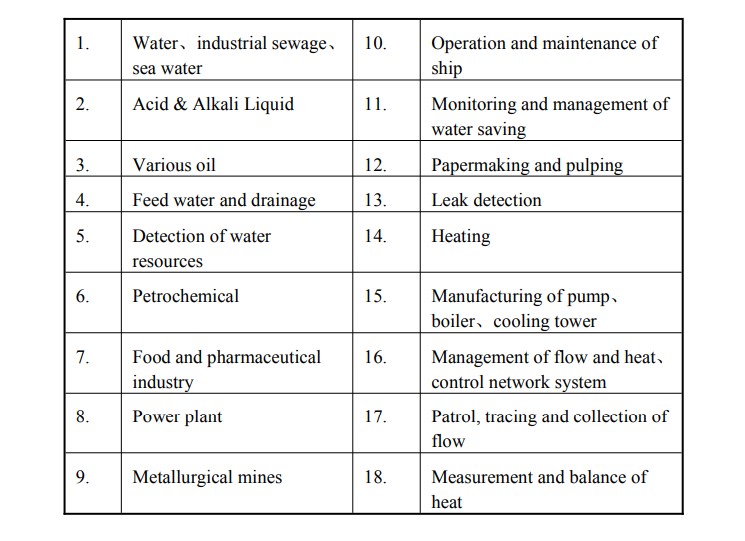 1. Water、industrial sewage、 10. Operation and maintenance of
sea water ship
2. Acid & Alkali Liquid 11. Monitoring and management of
water saving
3. Various oil 12. Papermaking and pulping
4. Feed water and drainage 13. Leak detection
5. Detection of water 14. Heating
resources
6. Petrochemical 15. Manufacturing of pump、
boiler、cooling tower
7. Food and pharmaceutical 16. Management of flow and heat、
industry control network system
8. Power plant 17. Patrol, tracing and collection of
flow
9. Metallurgical mines 18. Measurement and balance of
heat